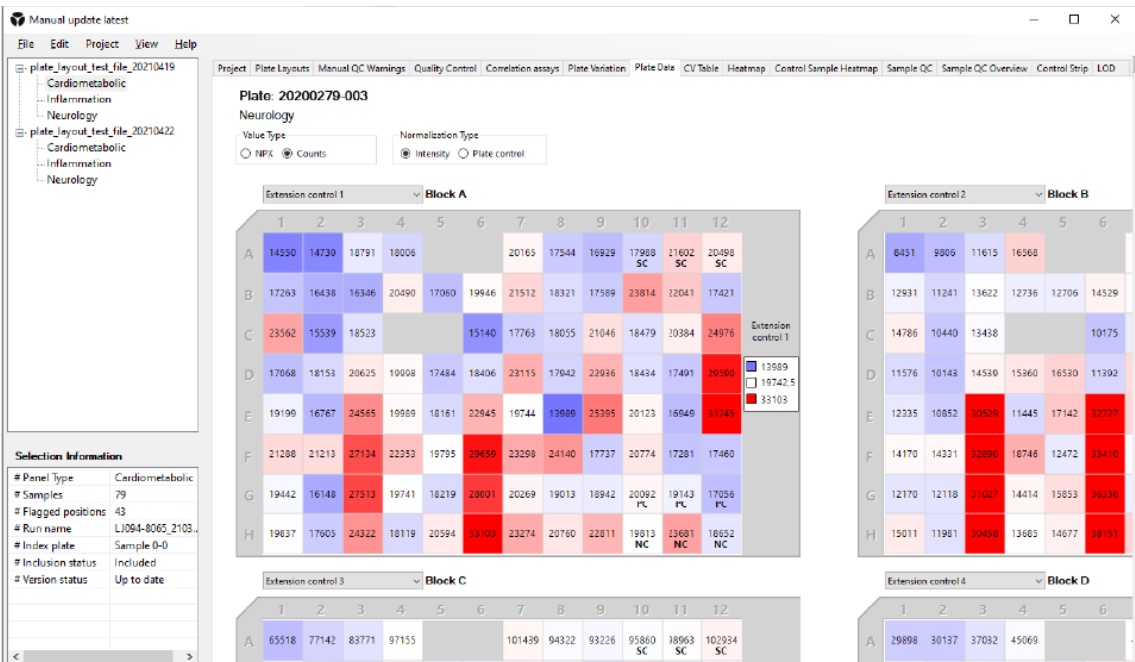 Manual update latest
File Edit Project View Help
plate_layout_test_file_20210419
Cardiometabolic
Inflammation
Neurology
plate_layout_test_file_20210422
Cardiometabolic
Inflammation
Neurology
Project Plate Layouts Manual QC Warnings Quality Control Correlation assays Plate Variation Plate Data CV Table Heatmap Control Sample Heatmap Sample QC Sample QC Overview Control Strip LOD
Plate: 20200279-003
Neurology
Value Type Normalization Type
NPX Counts Intensity Plate control
Extension control 1 Block A Extension control 2 Block B
1 2 3 4 5 6 7 8 9 10 11 12 1 2 3 4 5 6
A 14550 14730 18791 18006 20165 17544 16929 17988 21602 20498 A 8451 9806 11615 16568
SC SC SC
B 17263 16438 16346 20490 17060 19946 21512 18321 17589 23814 22041 17421 B 12931 11241 13622 12736 12706 14529
C 23562 15539 18523 15140 17763 18055 21046 18479 20384 24976 C 14786 10440 13438 10175
Extension control 1
D 17068 18153 20625 19998 17484 18406 23115 17942 22936 18434 17491 29598 D 11576 10143 14539 15360 16530 11392
13989
19742,5
33103
E 19199 16767 24565 19989 18161 22945 19744 13989 25395 20123 16949 31745 E 12335 10852 30529 11445 17142 32727
F 21288 21213 27134 22353 19795 29659 23298 24140 17737 20774 17281 17460 F 14170 14331 32890 18746 12472 33410
G 19442 16148 27513 19741 18219 28001 20269 19013 18942 20092 19143 17056 G 12170 12118 31027 14414 15853 36336
PC PC PC
H 19837 17605 24322 18119 20594 33103 23274 20760 22811 19813 23681 18652 H 15011 11981 30458 13685 14677 38151
NC NC NC
Selection Information
# Panel Type Cardiometabolic
# Samples 79
# Flagged positions 43
# Run name LJ094-8065_2103..
# Index plate Sample 0-0
# Inclusion status Included
# Version status Up to date
Extension control 3 Block C Extension control 4 Block D
1 2 3 4 5 6 7 8 9 10 11 12 1 2 3 4 5 6
A 65518 77142 83771 97155 101439 94322 93226 95860 98963 102934 A 29898 30137 37032 45069
SC SC SC